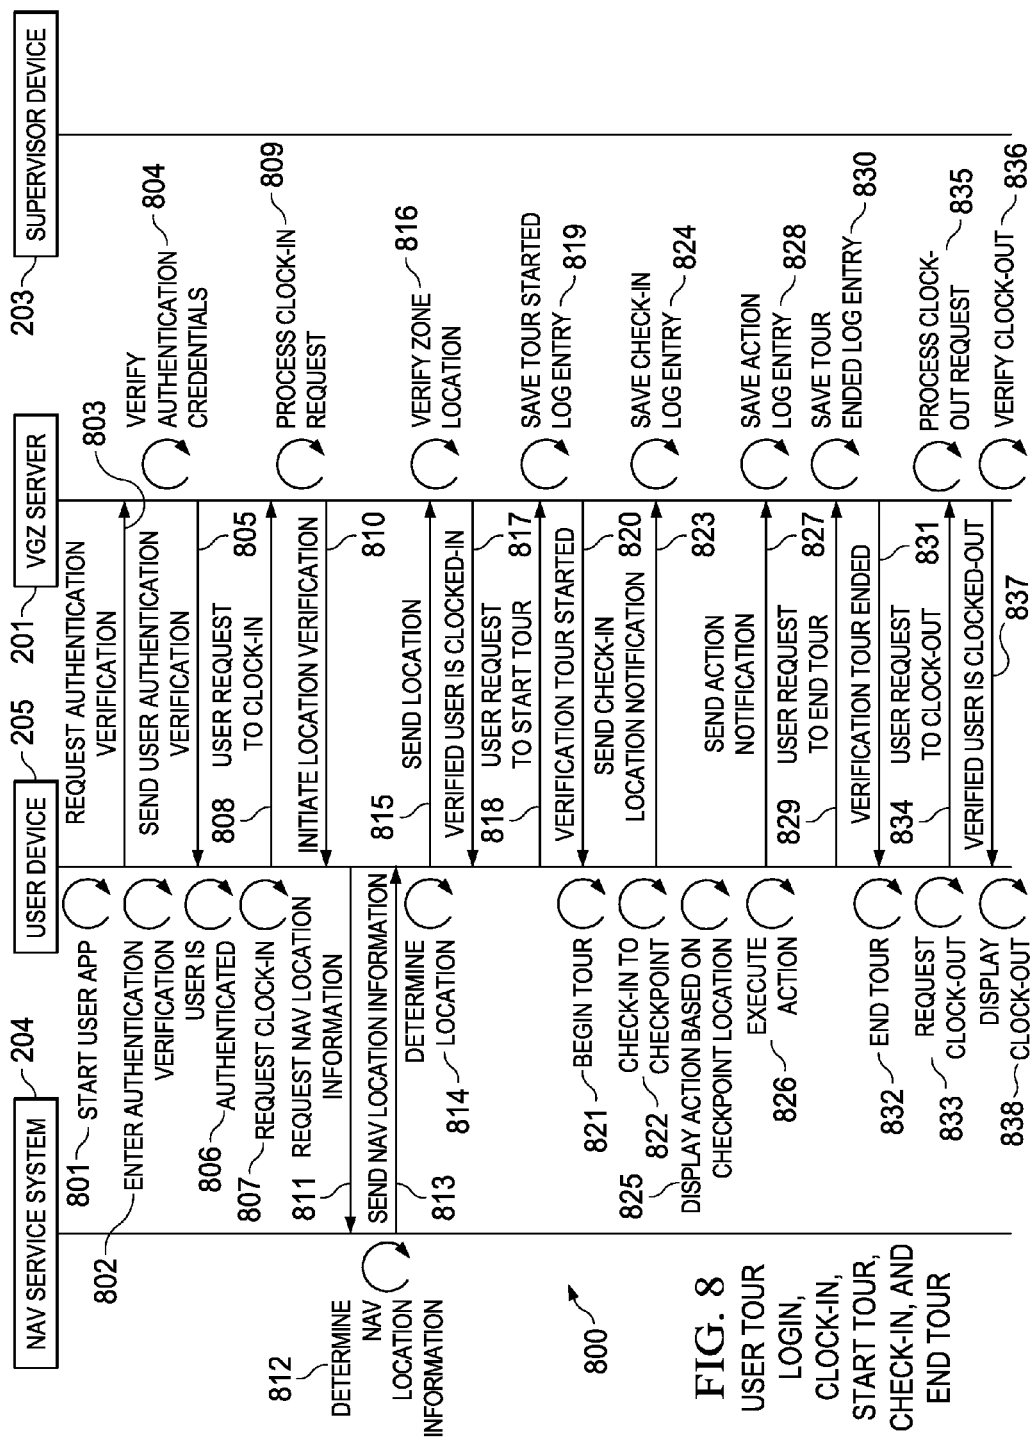 NAV SERVICE SYSTEM
204
USER DEVICE
205
VGZ SERVER
201
SUPERVISOR DEVICE
203
801
START USER APP
REQUEST AUTHENTICATION
VERIFICATION
803
802
ENTER AUTHENTICATION
VERIFICATION
VERIFY
AUTHENTICATION
CREDENTIALS
804
SEND USER AUTHENTICATION
VERIFICATION
805
USER IS
AUTHENTICATED
806
807
REQUEST CLOCK-IN
808
USER REQUEST
TO CLOCK-IN
PROCESS CLOCK-IN
REQUEST
809
INITIATE LOCATION VERIFICATION
810
REQUEST NAV LOCATION
INFORMATION
811
812
DETERMINE
NAV
LOCATION
INFORMATION
SEND NAV LOCATION INFORMATION
813
DETERMINE
LOCATION
814
815
SEND LOCATION
VERIFY ZONE
LOCATION
816
VERIFIED USER IS CLOCKED-IN
817
818
USER REQUEST
TO START TOUR
SAVE TOUR STARTED
LOG ENTRY
819
VERIFICATION TOUR STARTED
820
821
BEGIN TOUR
CHECK-IN TO
CHECKPOINT
822
SEND CHECK-IN
LOCATION NOTIFICATION
823
SAVE CHECK-IN
LOG ENTRY
824
825
DISPLAY ACTION BASED ON
CHECKPOINT LOCATION
EXECUTE
ACTION
826
SEND ACTION
NOTIFICATION
827
SAVE ACTION
LOG ENTRY
828
829
USER REQUEST
TO END TOUR
SAVE TOUR
ENDED LOG ENTRY
830
VERIFICATION TOUR ENDED
831
832
END TOUR
REQUEST
CLOCK-OUT
833
834
USER REQUEST
TO CLOCK-OUT
PROCESS CLOCK-
OUT REQUEST
835
VERIFY CLOCK-OUT
836
VERIFIED USER IS CLOCKED-OUT
837
DISPLAY
CLOCK-OUT
838
800
FIG. 8
USER TOUR
LOGIN,
CLOCK-IN,
START TOUR,
CHECK-IN, AND
END TOUR